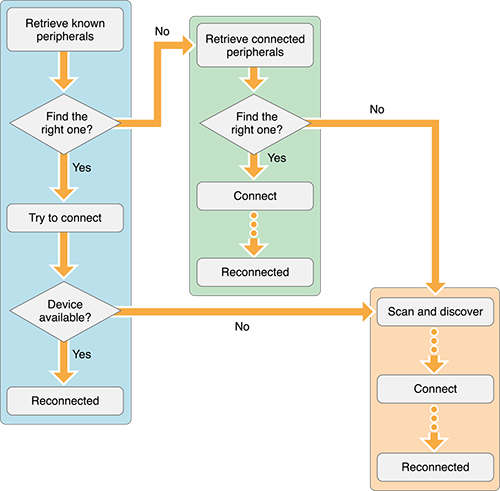 Retrieve known
peripherals
Find the
right one?
Yes
Try to connect
Device
available?
Yes
Reconnected
No
Retrieve connected
peripherals
Find the
right one?
Yes
Connect
Reconnected
No
No
Scan and discover
Connect
Reconnected